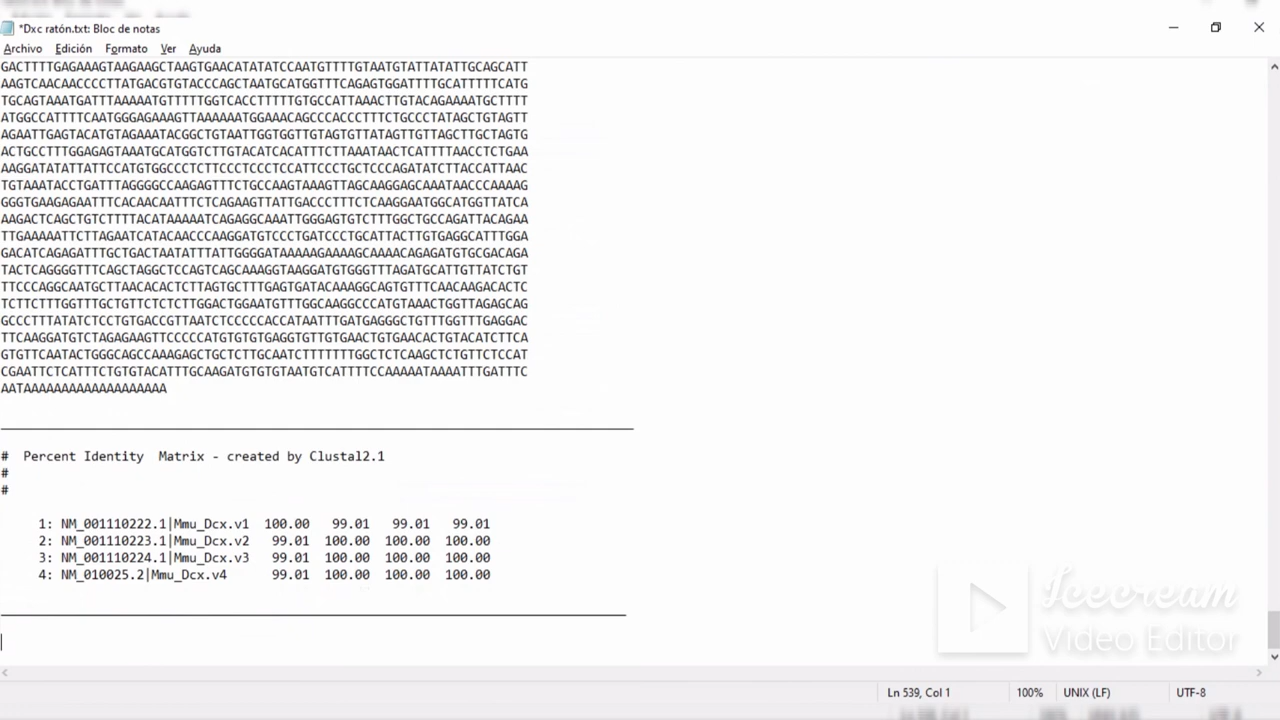 *Dxc ratón.txt: Bloc de notas
Archivo Edición Formato Ver Ayuda
GACTTTTGAGAAAGTAAGAAGCTAAGTGAACATATATCCAATGTTTTGTAATGTATTATATTGCAGCATT
AAGTCAACAACCCCTTATGACGTGTACCCAGCTAATGCATGGTTTCAGAGTGGATTTTGCATTTTTCATG
TGCAGTAAATGATTTAAAAATGTTTTTGGTCACCTTTTTGTGCCATTAAACTTGTACAGAAAATGCTTTT
ATGGCCATTTTCAATGGGAGAAAGTTAAAAAATGGAAACAGCCCACCCTTTCTGCCCTATAGCTGTAGTT
AGAATTGAGTACATGTAGAAATACGGCTGTAATTGGTGGTTGTAGTGTTATAGTTGTTAGCTTGCTAGTG
ACTGCCTTTGGAGAGTAAATGCATGGTCTTGTACATCACATTTCTTAAATAACTCATTTTAACCTCTGAA
AAGGATATATTATTCCATGTGGCCCTCTTCCCTCCCTCCATTCCCTGCTCCCAGATATCTTACCATTAAC
TGTAAATACCTGATTTAGGGGCCAAGAGTTTCTGCCAAGTAAAGTTAGCAAGGAGCAAATAACCCAAAAG
GGGTGAAGAGAATTTCACAACAATTTCTCAGAAGTTATTGACCCTTTCTCAAGGAATGGCATGGTTATCA
AAGACTCAGCTGTCTTTTACATAAAAATCAGAGGCAAATTGGGAGTGTCTTTGGCTGCCAGATTACAGAA
TTGAAAAATTCTTAGAATCATACAACCCAAGGATGTCCCTGATCCCTGCATTACTTGTGAGGCATTTGGA
GACATCAGAGATTTGCTGACTAATATTTATTGGGGATAAAAAGAAAAGCAAAACAGAGATGTGCGACAGA
TACTCAGGGGTTTCAGCTAGGCTCCAGTCAGCAAAGGTAAGGATGTGGGTTTAGATGCATTGTTATCTGT
TTCCCAGGCAATGCTTAACACACTCTTAGTGCTTTGAGTGATACAAAGGCAGTGTTTCAACAAGACACTC
TCTTCTTTGGTTTGCTGTTCTCTCTTGGACTGGAATGTTTGGCAAGGCCCATGTAAACTGGTTAGAGCAG
GCCCTTTATATCTCCTGTGACCGTTAATCTCCCCCACCATAATTTGATGAGGGCTGTTTGGTTTGAGGAC
TTCAAGGATGTCTAGAGAAGTTCCCCCATGTGTGTGAGGTGTTGTGAACTGTGAACACTGTACATCTTCA
GTGTTCAATACTGGGCAGCCAAAGAGCTGCTCTTGCAATCTTTTTTTGGCTCTCAAGCTCTGTTCTCCAT
CGAATTCTCATTTCTGTGTACATTTGCAAGATGTGTGTAATGTCATTTTCCAAAAATAAAATTTGATTTC
AATAAAAAAAAAAAAAAAAAAA
# Percent Identity Matrix - created by Clustal2.1
#
#
1: NM_001110222.1|Mmu_Dcx.v1 100.00 99.01 99.01 99.01
2: NM_001110223.1|Mmu_Dcx.v2 99.01 100.00 100.00 100.00
3: NM_001110224.1|Mmu_Dcx.v3 99.01 100.00 100.00 100.00
4: NM_010025.2|Mmu_Dcx.v4 99.01 100.00 100.00 100.00
Icecream
Video Editor
Ln 539, Col 1 100% UNIX (LF) UTF-8